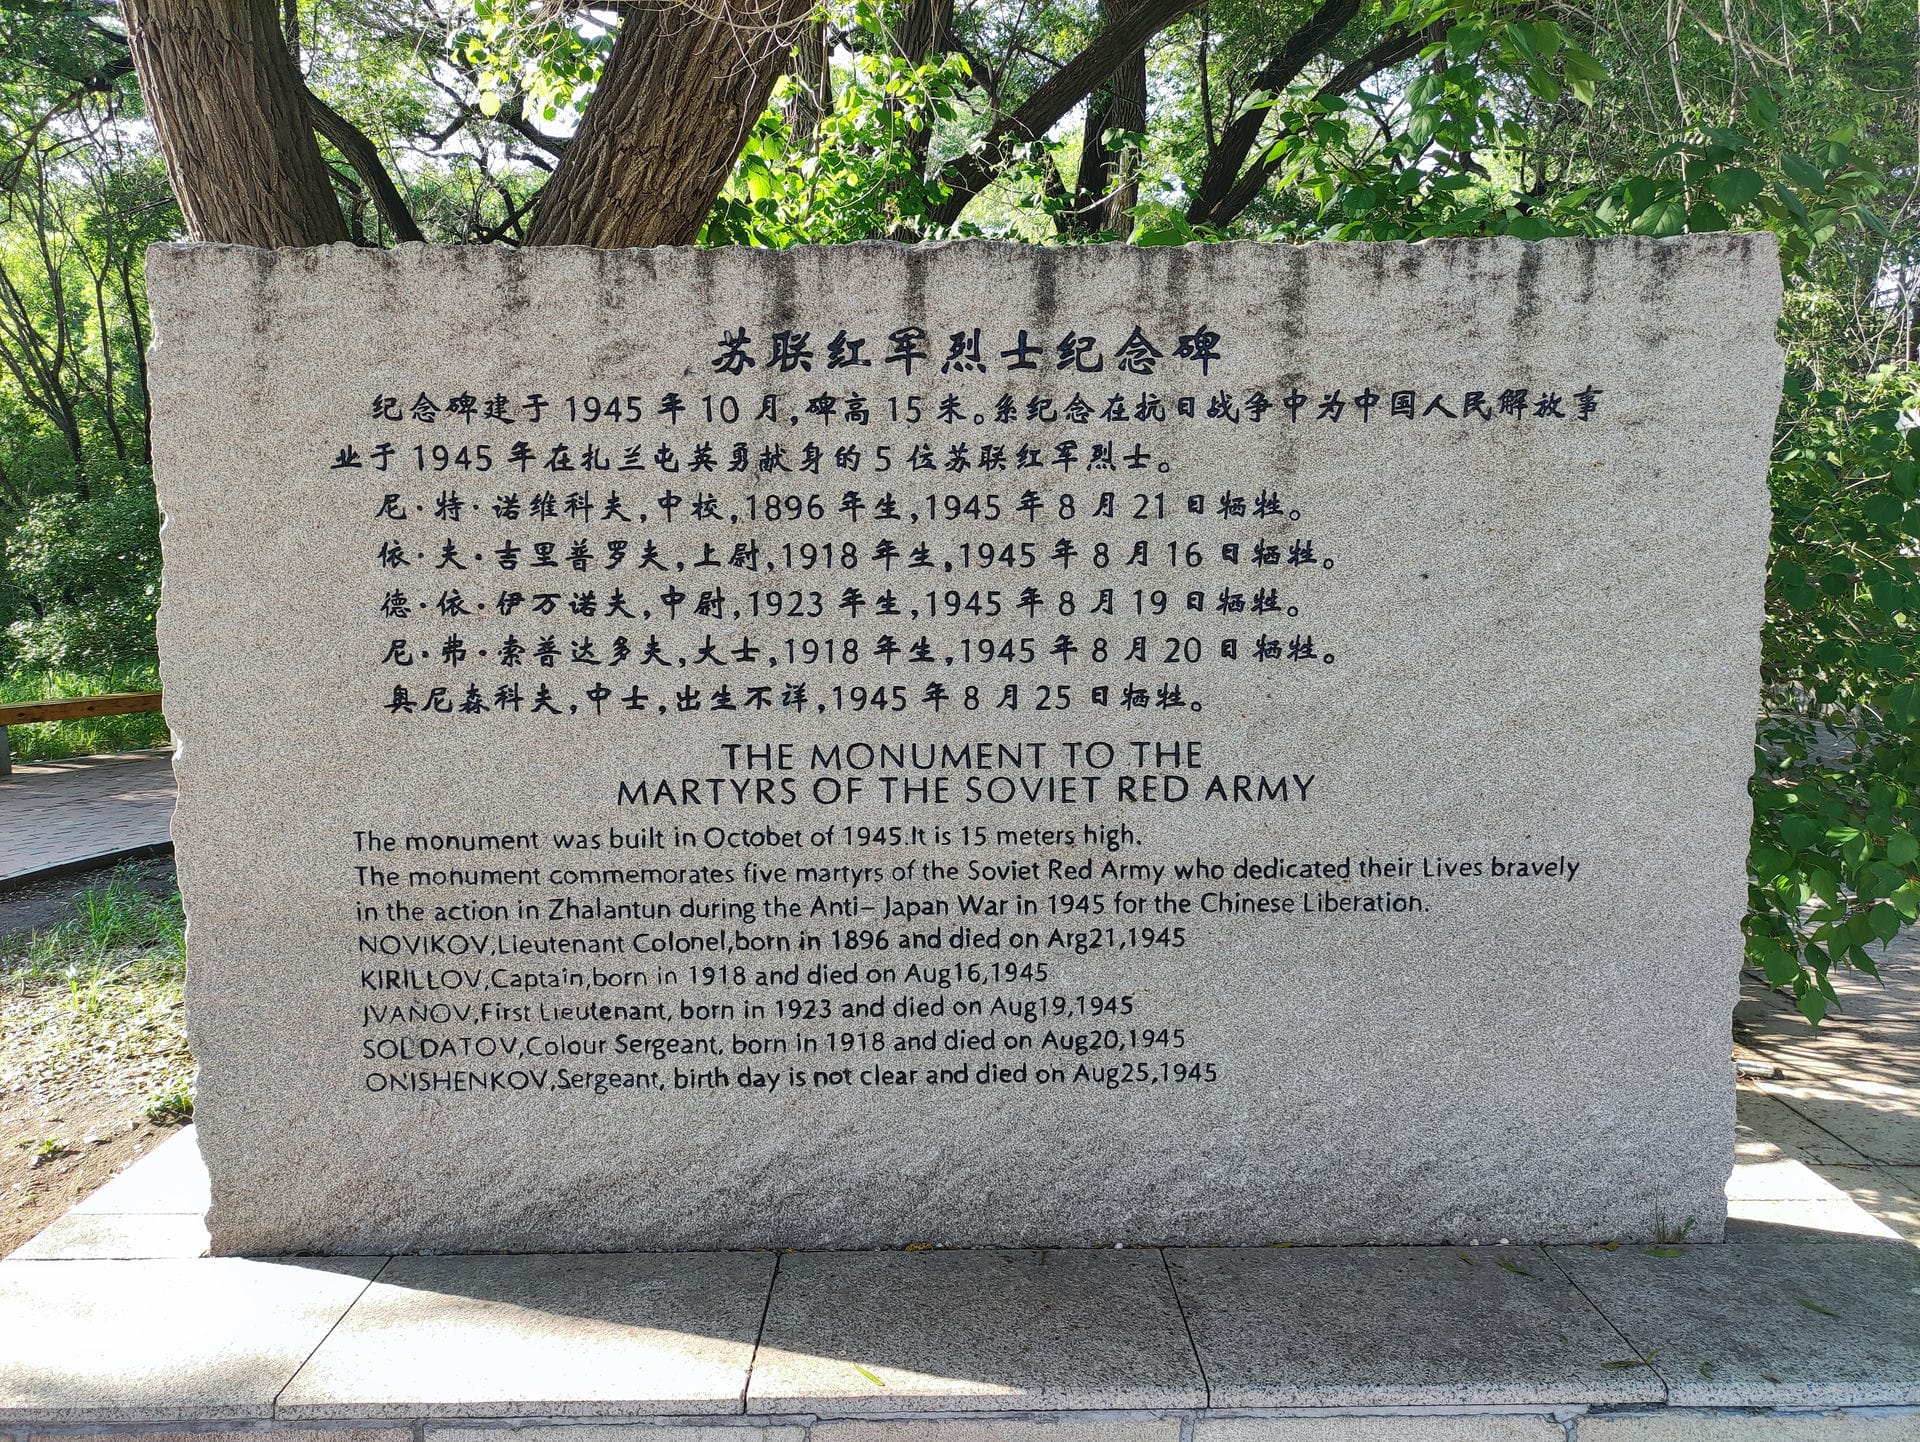 苏联红军烈士纪念碑
纪念碑建于1945年10月,碑高15米。系纪念在抗日战争中为中国人民解放事
业于1945年在扎兰屯英勇献身的5位苏联红军烈士。
尼·特·诺维科夫,中校,1896年生,1945年8月21日牺牲。
依·夫·吉里普罗夫,上尉,1918年生,1945年8月16日牺牲。
德·依·伊万诺夫,中尉,1923年生,1945年8月19日牺牲。
尼·弗·索普达多夫,大士,1918年生,1945年8月20日牺牲。
奥尼森科夫,中士,出生不详,1945年8月25日牺牲。
THE MONUMENT TO THE
MARTYRS OF THE SOVIET RED ARMY
The monument was built in Octobet of 1945.It is 15 meters high.
The monument commemorates five martyrs of the Soviet Red Army who dedicated their Lives bravely
in the action in Zhalantun during the Anti- Japan War in 1945 for the Chinese Liberation.
NOVIKOV,Lieutenant Colonel,born in 1896 and died on Arg21,1945
KIRILLOV,Captain,born in 1918 and died on Aug16,1945
JVANOV,First Lieutenant, born in 1923 and died on Aug19,1945
SOLDATOV,Colour Sergeant, born in 1918 and died on Aug20,1945
ONISHENKOV,Sergeant, birth day is not clear and died on Aug25,1945